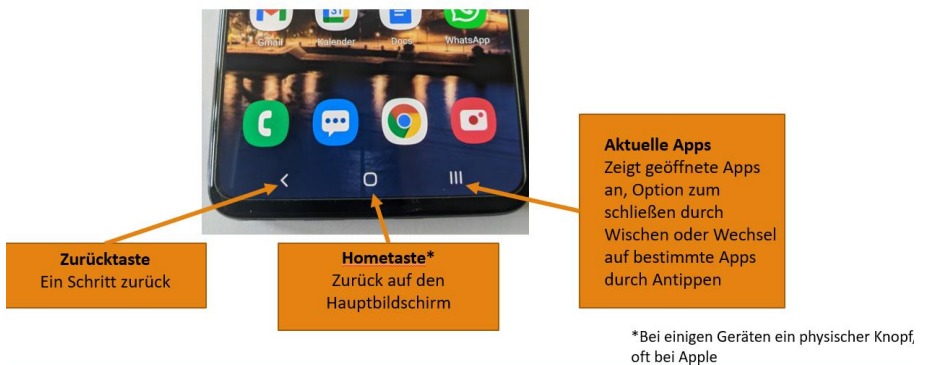 Gmail
Kalender
Docs
WhatsApp
Zurücktaste
Ein Schritt zurück
Hometaste*
Zurück auf den
Hauptbildschirm
Aktuelle Apps
Zeigt geöffnete Apps
an, Option zum
schließen durch
Wischen oder Wechsel
auf bestimmte Apps
durch Antippen
*Bei einigen Geräten ein physischer Knopf,
oft bei Apple